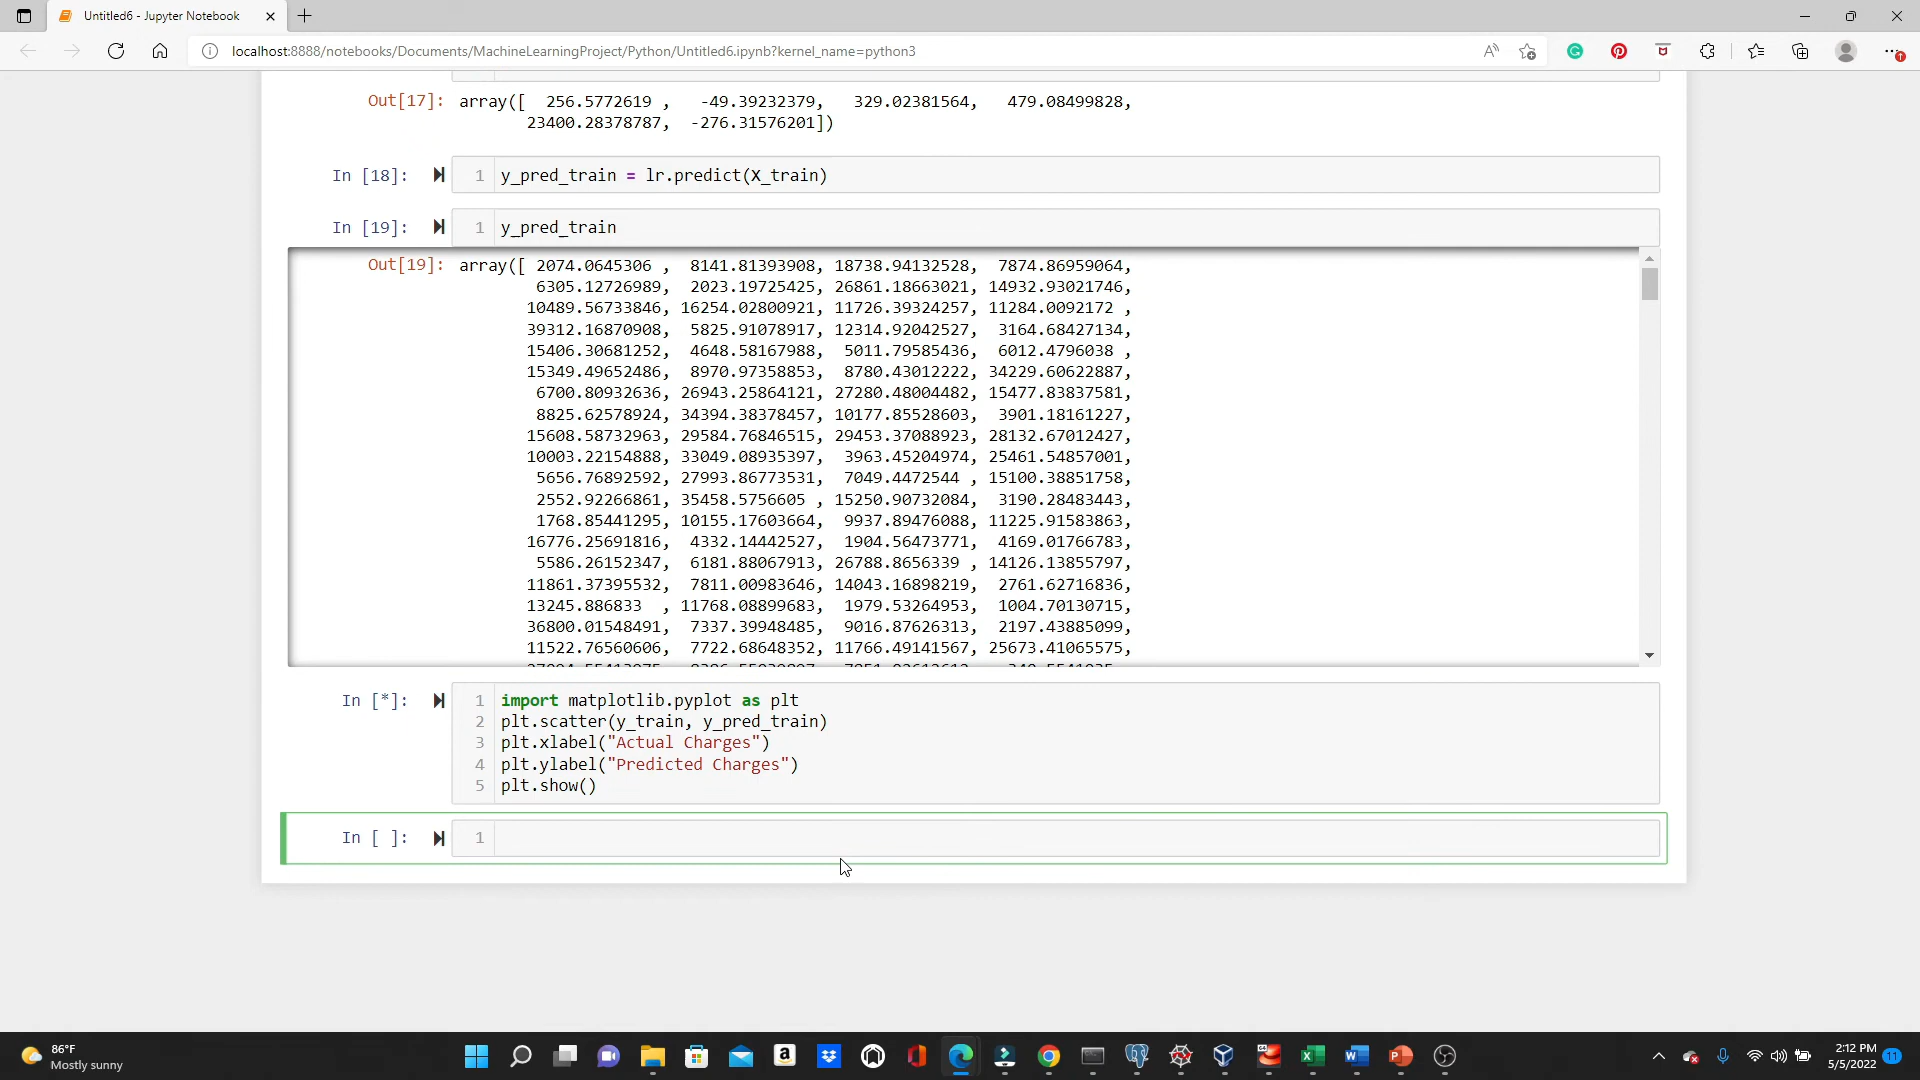 Untitled6 - Jupyter Notebook
localhost:8888/notebooks/Documents/MachineLearningProject/Python/Untitled6.ipynb?kernel_name=python3
Out[17]: array([ 256.5772619 , -49.39232379, 329.02381564, 479.08499828,
23400.28378787, -276.31576201])
In [18]: 1 y_pred_train = lr.predict(X_train)
In [19]: 1 y_pred_train
Out[19]: array([ 2074.0645306 , 8141.81393908, 18738.94132528, 7874.86959064,
6305.12726989, 2023.19725425, 26861.18663021, 14932.93021746,
10489.56733846, 16254.02800921, 11726.39324257, 11284.0092172 ,
39312.16870908, 5825.91078917, 12314.92042527, 3164.68427134,
15406.30681252, 4648.58167988, 5011.79585436, 6012.4796038 ,
15349.49652486, 8970.97358853, 8780.43012222, 34229.60622887,
6700.80932636, 26943.25864121, 27280.48004482, 15477.83837581,
8825.62578924, 34394.38378457, 10177.85528603, 3901.18161227,
15608.58732963, 29584.76846515, 29453.37088923, 28132.67012427,
10003.22154888, 33049.08935397, 3963.45204974, 25461.54857001,
5656.76892592, 27993.86773531, 7049.4472544 , 15100.38851758,
2552.92266861, 35458.5756605 , 15250.90732084, 3190.28483443,
1768.85441295, 10155.17603664, 9937.89476088, 11225.91583863,
16776.25691816, 4332.14442527, 1904.56473771, 4169.01766783,
5586.26152347, 6181.88067913, 26788.8656339 , 14126.13855797,
11861.37395532, 7811.00983646, 14043.16898219, 2761.62716836,
13245.886833 , 11768.08899683, 1979.53264953, 1004.70130715,
36800.01548491, 7337.39948485, 9016.87626313, 2197.43885099,
11522.76560606, 7722.68648352, 11766.49141567, 25673.41065575,
In [*]: 1 import matplotlib.pyplot as plt
2 plt.scatter(y_train, y_pred_train)
3 plt.xlabel("Actual Charges")
4 plt.ylabel("Predicted Charges")
5 plt.show()
In [ ]: 1
86°F
Mostly sunny
2:12 PM
5/5/2022
11